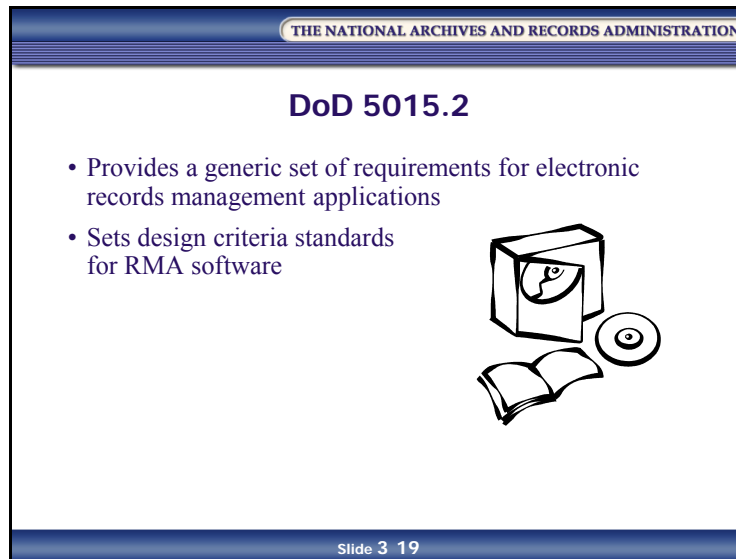 THE NATIONAL ARCHIVES AND RECORDS ADMINISTRATION
DoD 5015.2
• Provides a generic set of requirements for electronic
records management applications
• Sets design criteria standards
for RMA software
Slide 3 19